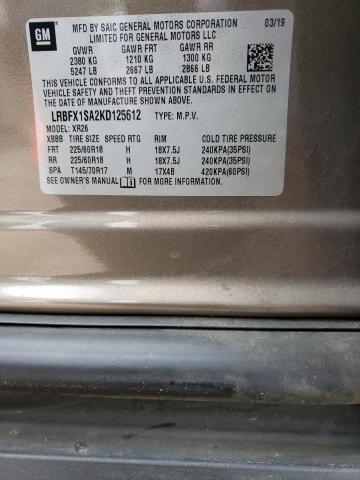 GM
MFD BY SAIC GENERAL MOTORS CORPORATION 03/19
LIMITED FOR GENERAL MOTORS LLC
GVWR GAWR FRT GAWR RR
2380 KG 1210 KG 1300 KG
5247 LB 2667 LB 2866 LB
THIS VEHICLE CONFORMS TO ALL APPLICABLE U.S. FEDERAL MOTOR
VEHICLE SAFETY AND THEFT PREVENTION STANDARDS IN EFFECT ON
THE DATE OF MANUFACTURE SHOWN ABOVE.
LRBFX1SA2KD125612 TYPE: M.P.V.
MODEL: XR26
XBBB TIRE SIZE SPEED RTG RIM COLD TIRE PRESSURE
FRT 225/60R18 H 18X7.5J 240KPA(35PSI)
RR 225/60R18 H 18X7.5J 240KPA(35PSI)
SPA T145/70R17 M 17X4B 420KPA(60PSI)
SEE OWNER'S MANUAL FOR MORE INFORMATION.